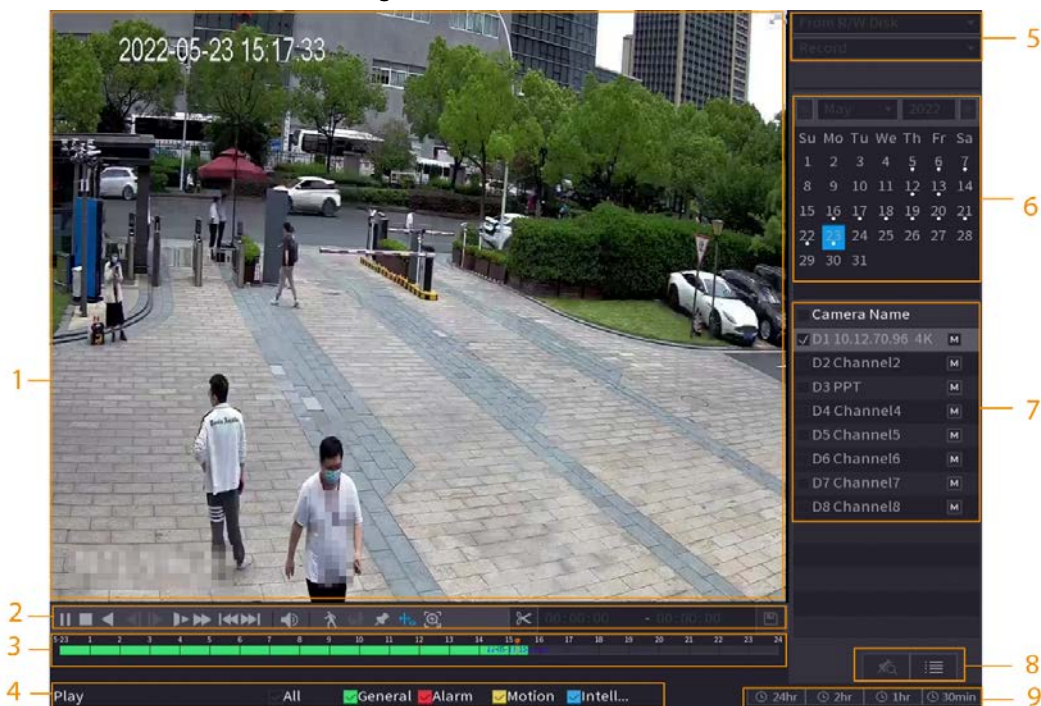 2022-05-23 15:17:33
From R/W Disk
Record
5
May 2022
Su Mo Tu We Th Fr Sa
1 2 3 4 5 6 7
8 9 10 11 12 13 14
15 16 17 18 19 20 21
22 23 24 25 26 27 28
29 30 31
6
Camera Name
D1 10.12.70.96 4K M
D2 Channel2 M
D3 PPT M
D4 Channel4 M
D5 Channel5 M
D6 Channel6 M
D7 Channel7 M
D8 Channel8 M
7
1
2
00:00:00 - 00:00:00
3
5-23 1 2 3 4 5 6 7 8 9 10 11 12 13 14 15 16 17 18 19 20 21 22 23 24
8
4
Play All General Alarm Motion Intell...
24hr 2hr 1hr 30min
9